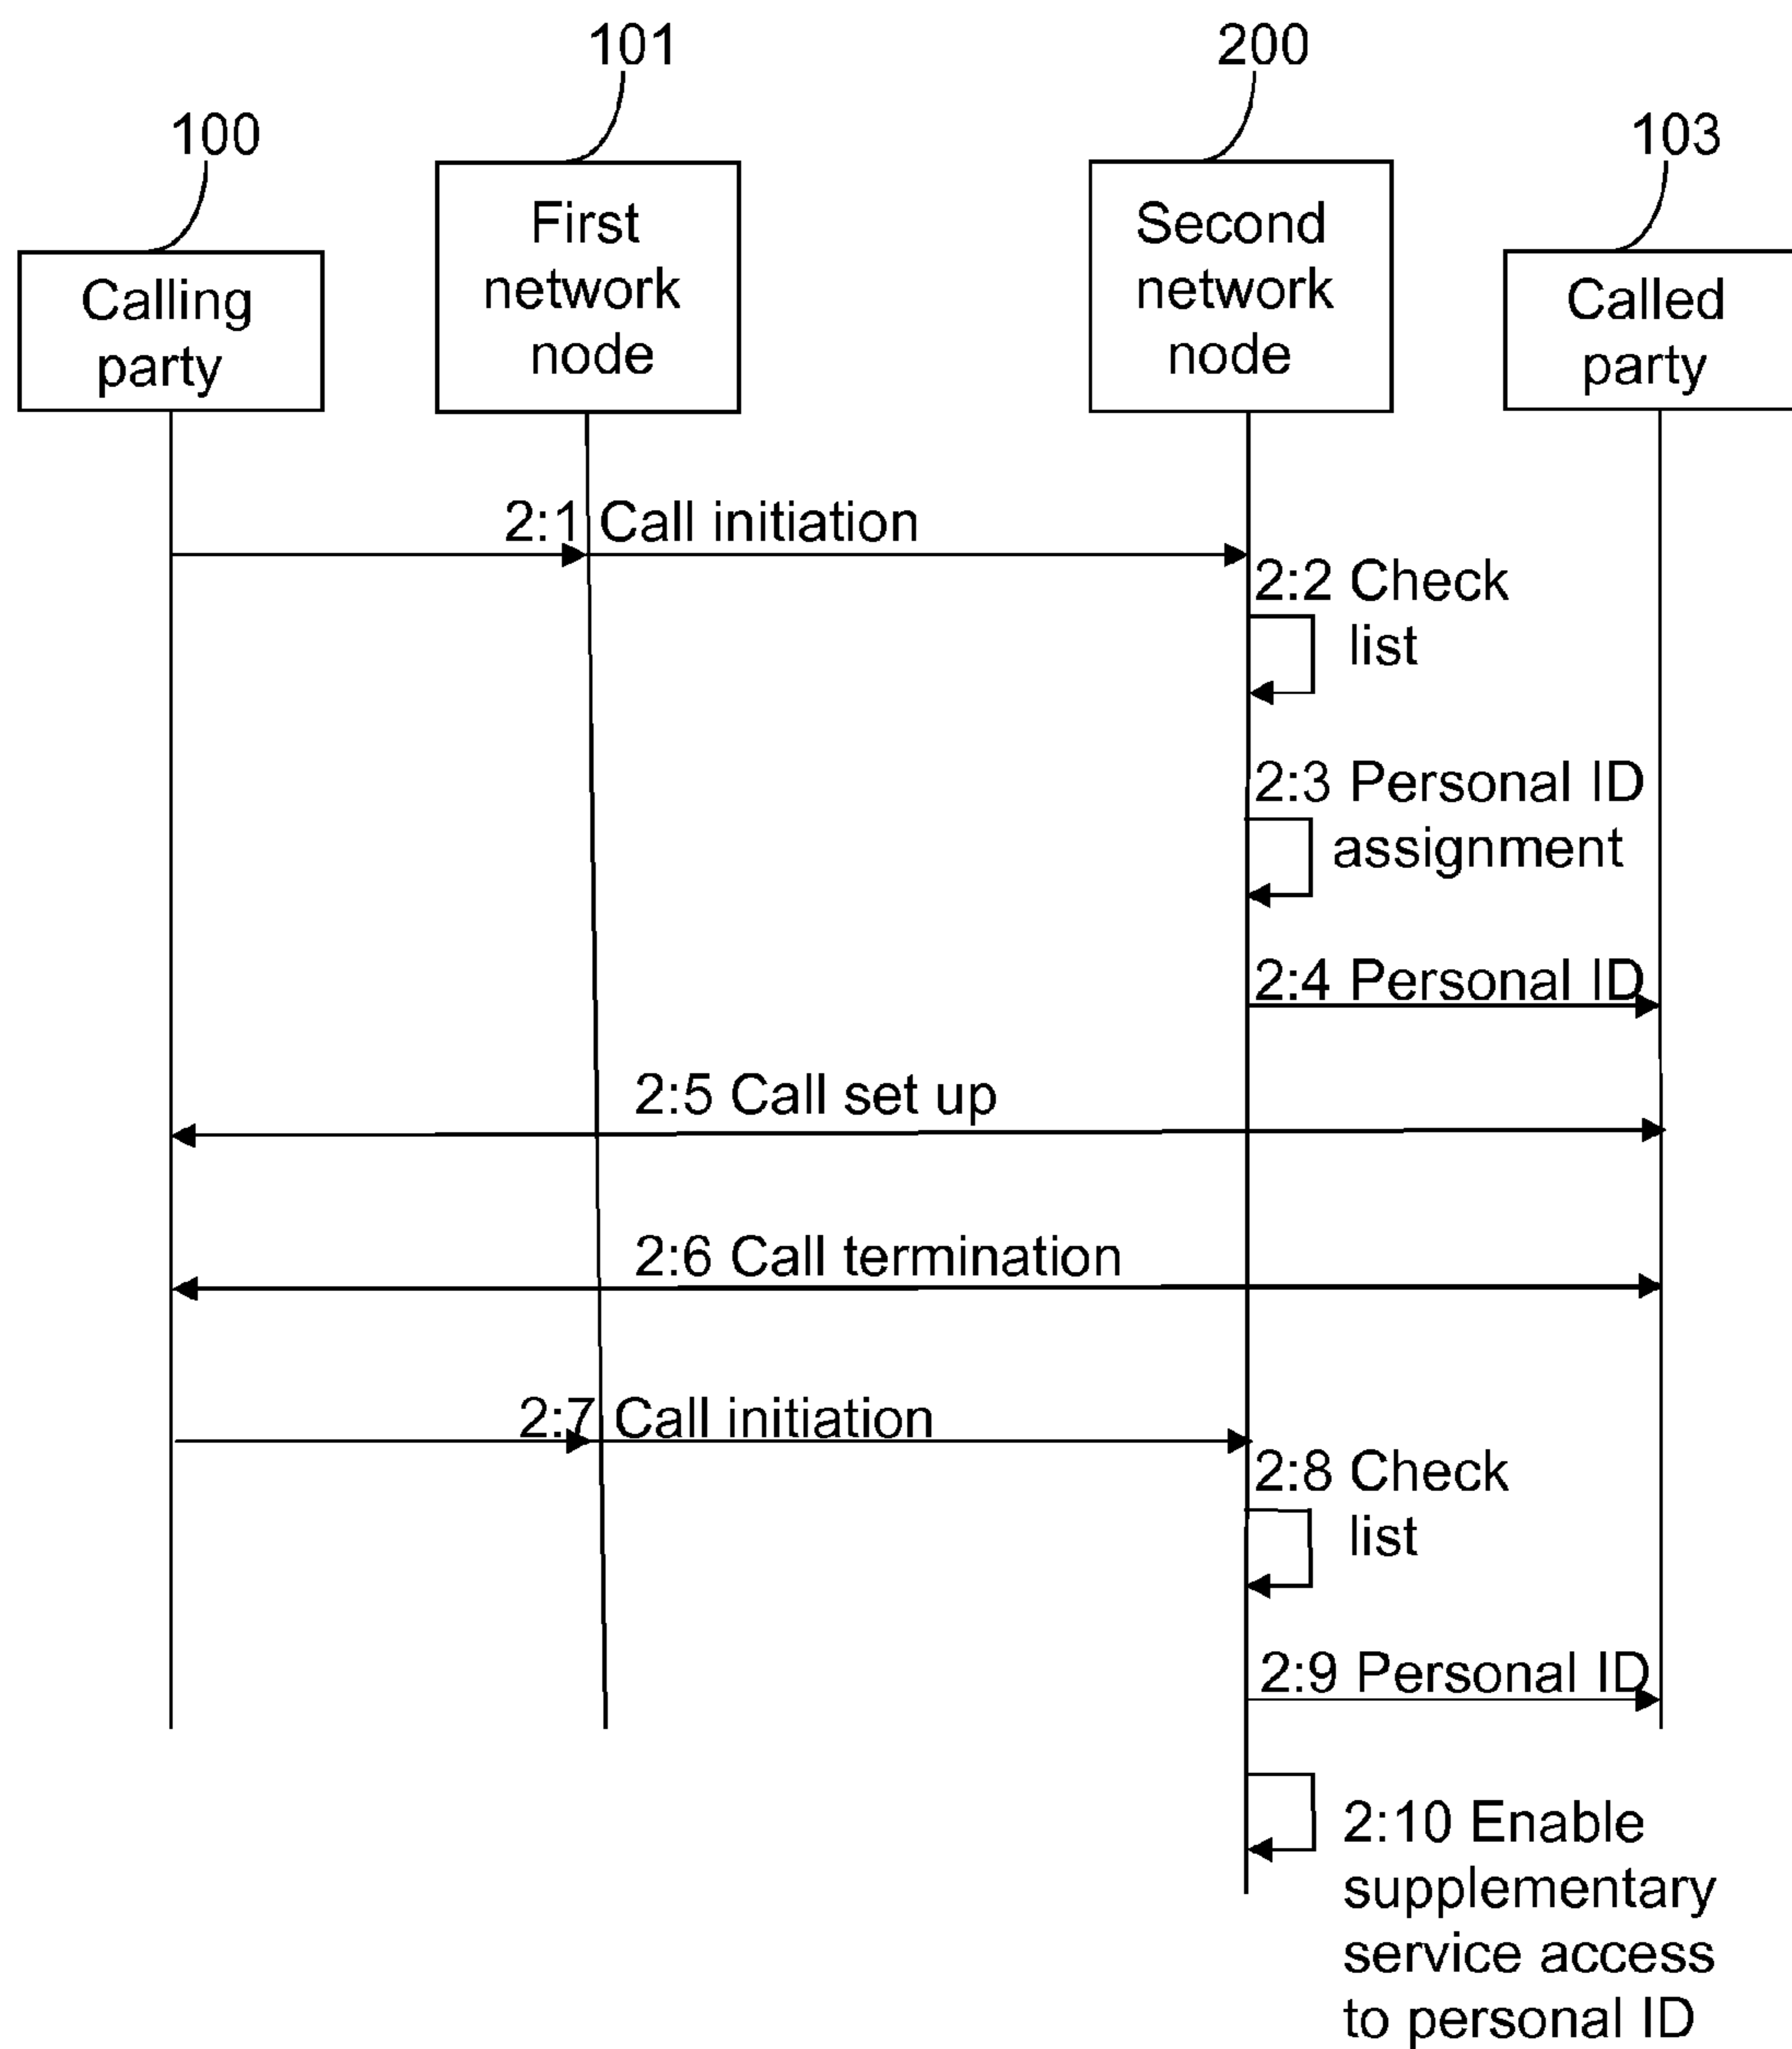 101
200
100
103
First
network
node
Second
network
node
Calling
party
Called
party
2:1 Call initiation
2:2 Check
list
2:3 Personal ID
assignment
2:4 Personal ID
2:5 Call set up
2:6 Call termination
2:7 Call initiation
2:8 Check
list
2:9 Personal ID
2:10 Enable
supplementary
service access
to personal ID